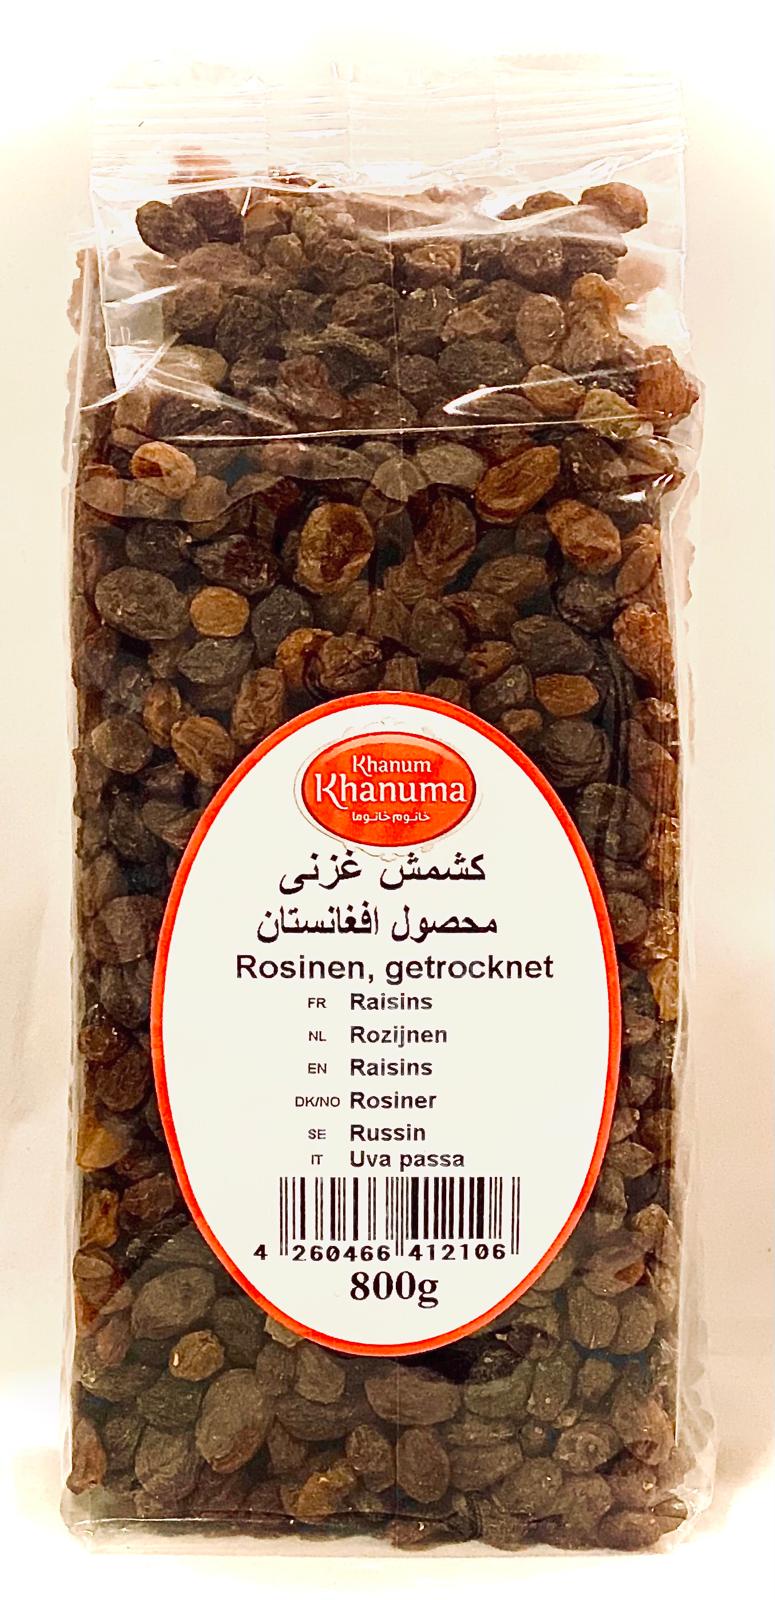 Khanum
Khanuma
خانوم خانوما
کشمش غزنی
محصول افغانستان
Rosinen, getrocknet
FR Raisins
NL Rozijnen
EN Raisins
DK/NO Rosiner
SE Russin
IT Uva passa
4 260466 412106
800g